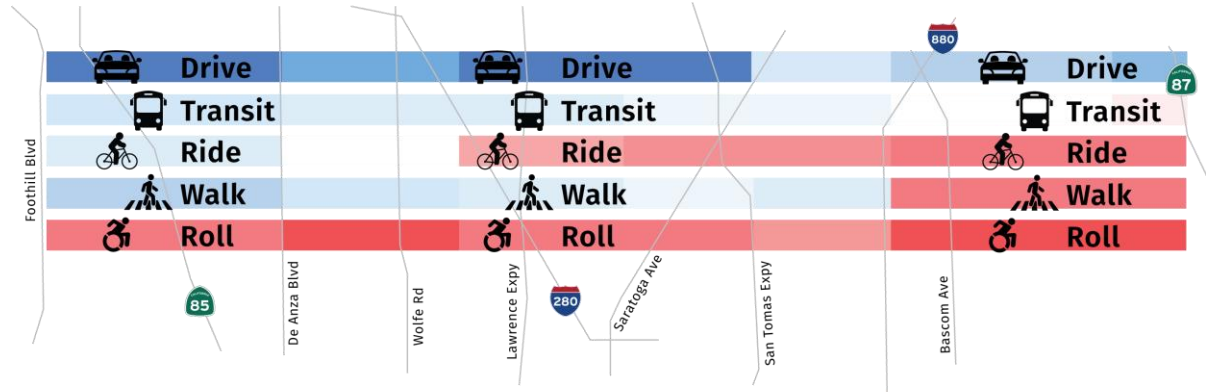 880
Drive Drive Drive
87
Transit Transit Transit
Ride Ride Ride
Walk Walk Walk
Roll Roll Roll
Foothill Blvd
85
De Anza Blvd
Wolfe Rd
Lawrence Expy
280
Saratoga Ave
San Tomas Expy
Bascom Ave